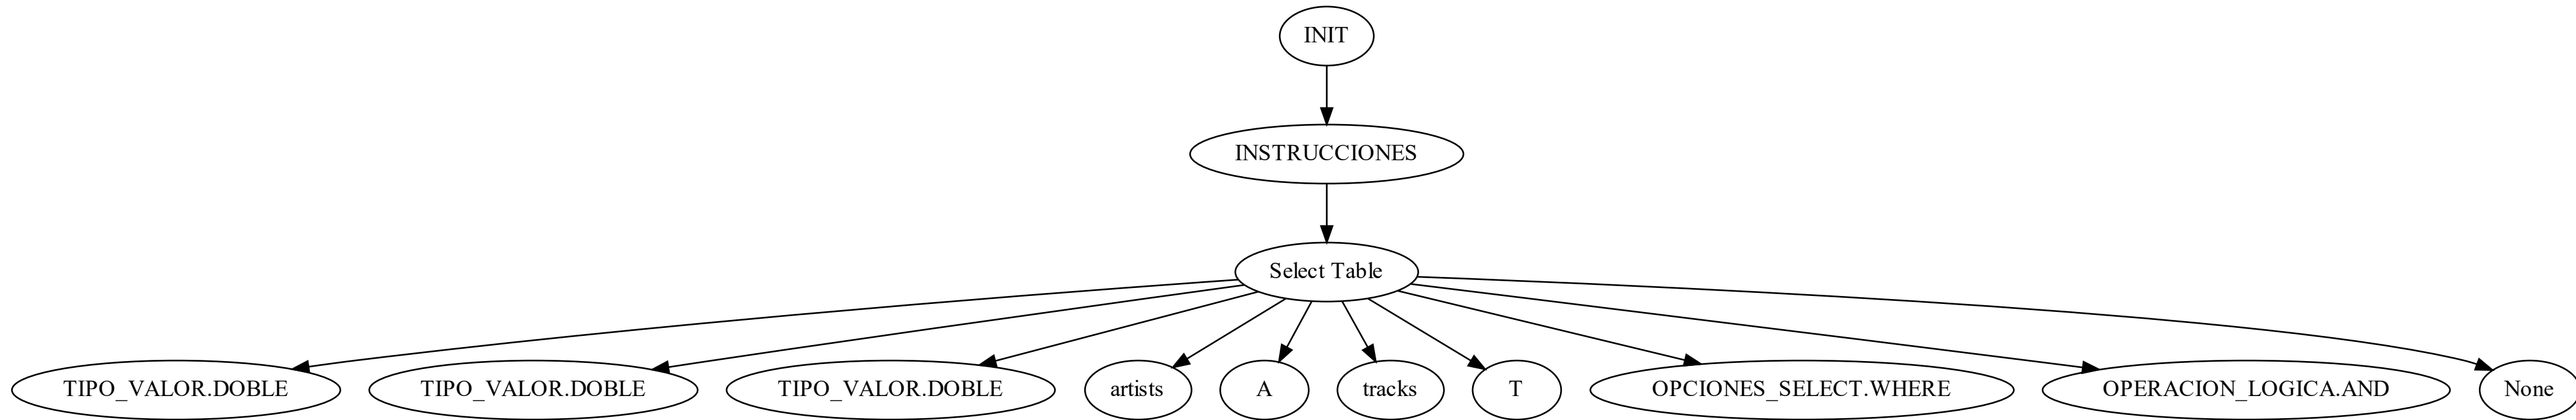 INIT
INSTRUCCIONES
Select Table
TIPO_VALOR.DOBLE
TIPO_VALOR.DOBLE
TIPO_VALOR.DOBLE
artists
A
tracks
T
OPCIONES_SELECT.WHERE
OPERACION_LOGICA.AND
None